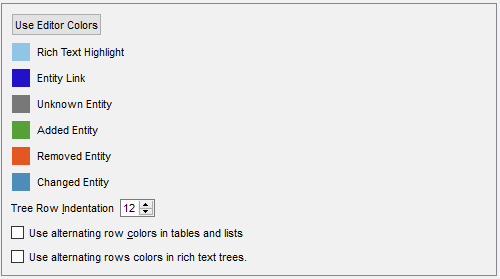 Use Editor Colors
Rich Text Highlight
Entity Link
Unknown Entity
Added Entity
Removed Entity
Changed Entity
Tree Row Indentation 12
Use alternating row colors in tables and lists
Use alternating rows colors in rich text trees.